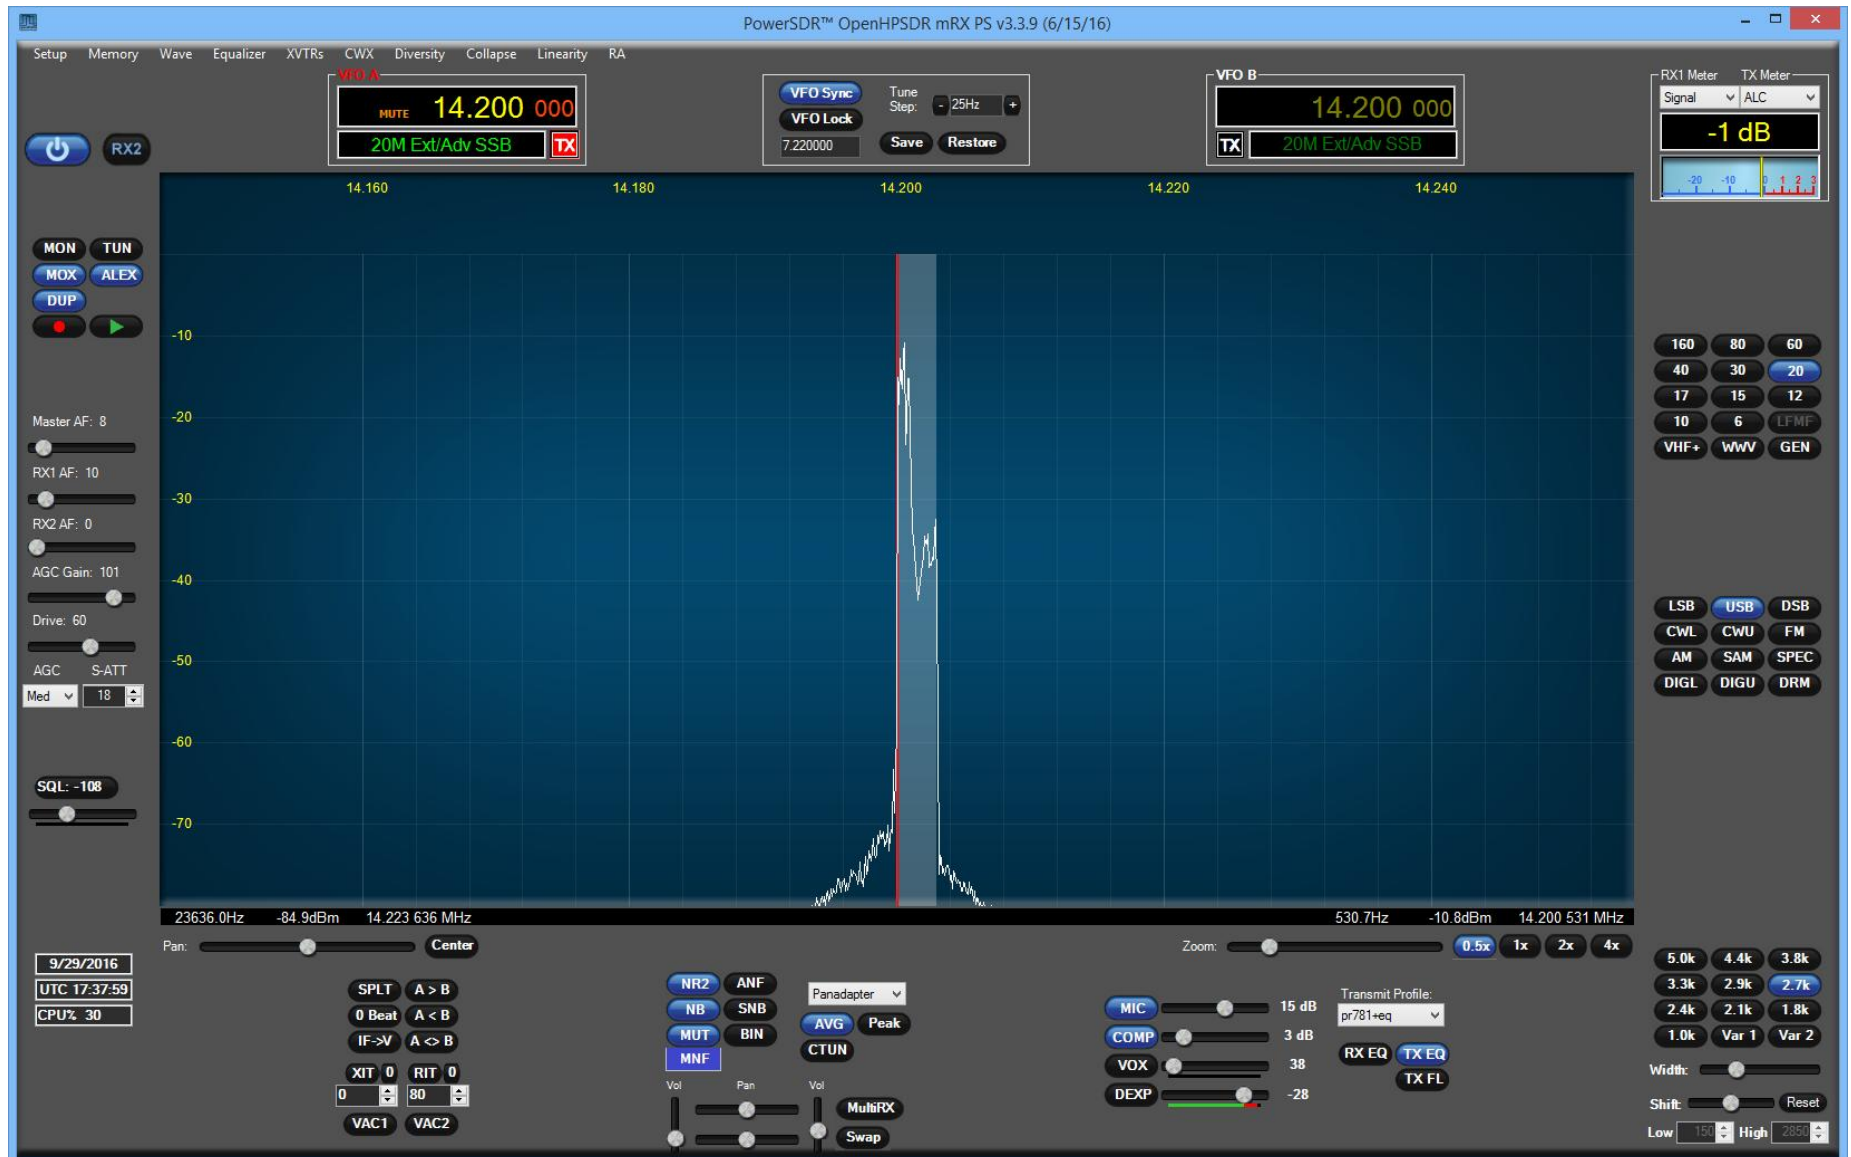 PowerSDR™ OpenHPSDR mRX PS v3.3.9 (6/15/16)
Setup Memory Wave Equalizer XVTRs CWX Diversity Collapse Linearity RA
VFO A
MUTE 14.200 000
20M Ext/Adv SSB TX
VFO Sync
VFO Lock
7.220000
Tune Step: - 25Hz +
Save Restore
VFO B
14.200 000
TX 20M Ext/Adv SSB
RX1 Meter TX Meter
Signal ALC
-1 dB
-20 -10 0 1 2 3
RX2
14.160 14.180 14.200 14.220 14.240
MON TUN
MOX ALEX
DUP
-10
-20
-30
-40
-50
-60
-70
Master AF: 8
RX1 AF: 10
RX2 AF: 0
AGC Gain: 101
Drive: 60
AGC S-ATT
Med 18
SQL: -108
160 80 60
40 30 20
17 15 12
10 6 LFMF
VHF+ WWV GEN
LSB USB DSB
CWL CWU FM
AM SAM SPEC
DIGL DIGU DRM
23636.0Hz -84.9dBm 14.223 636 MHz 530.7Hz -10.8dBm 14.200 531 MHz
Pan: Center Zoom: 0.5x 1x 2x 4x
9/29/2016
UTC 17:37:59
CPU% 30
SPLT A > B
0 Beat A < B
IF->V A <> B
XIT 0 RIT 0
0 80
VAC1 VAC2
NR2 ANF
NB SNB
MUT BIN
MNF
Panadapter
AVG Peak
CTUN
Vol Pan Vol
MultiRX
Swap
MIC 15 dB
COMP 3 dB
VOX 38
DEXP -28
Transmit Profile:
pr781+eq
RX EQ TX EQ
TX FL
5.0k 4.4k 3.8k
3.3k 2.9k 2.7k
2.4k 2.1k 1.8k
1.0k Var 1 Var 2
Width:
Shift: Reset
Low 150 High 2850